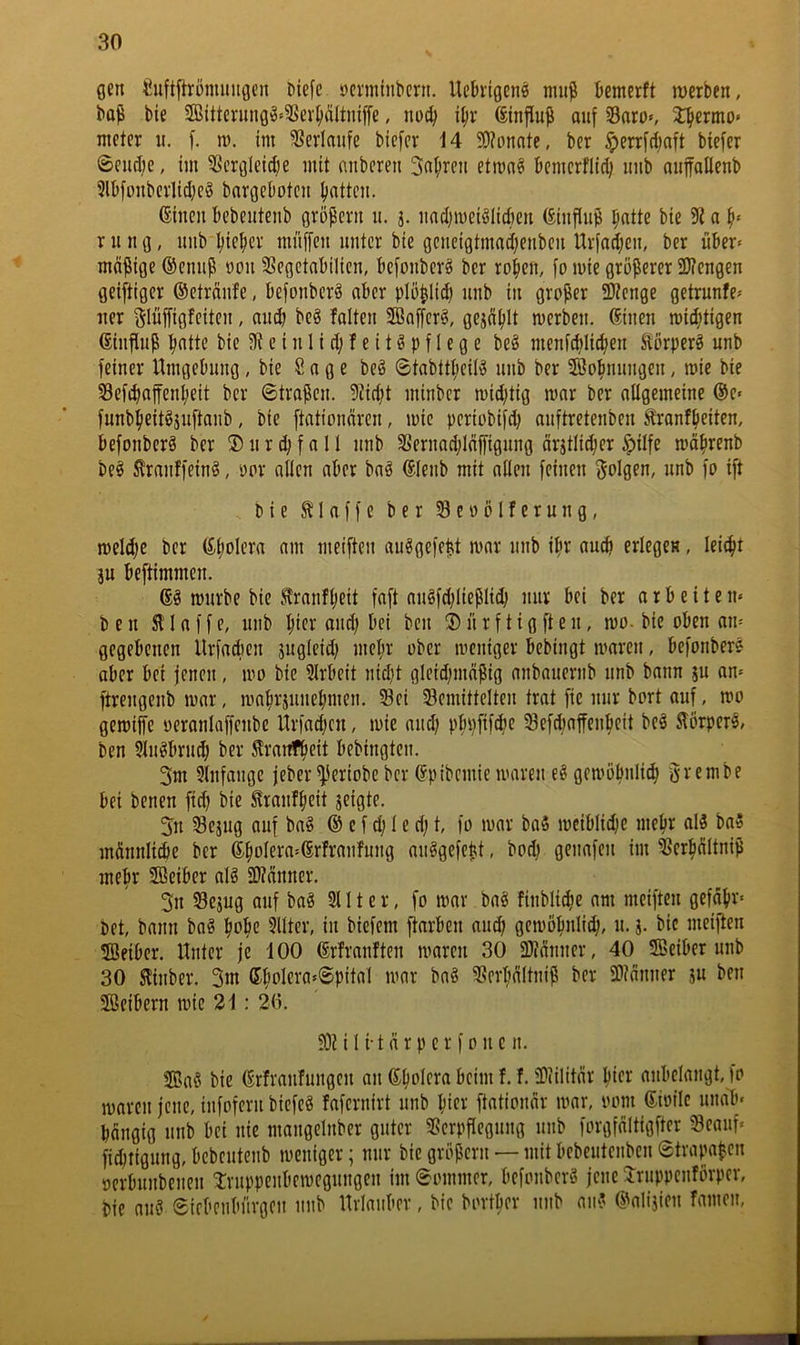 30
gen Luftströmungen diese vermindern. Uebrigens muß bemerkt werden,
daß die Witterungs-Verhältnisse, noch ihr Einfluß auf Baro-, Thermo-
meter u. s. w. im Verlaufe dieser 14 Monate, der Herrschaft dieser
Seuche, im Vergleiche mit anderen Jahren etwas bemerklich und auffallend
Absonderliches dargeboten hatten.
Einen bedeutend größern u. z. nachweislichen Einfluß hatte die Nah-
rung, und hieher müssen unter die geneigtmachenden Ursachen, der über-
mäßige Genuß von Vegetabilien, besonders der rohen, so wie größerer Mengen
geistiger Getränke, besonders aber plötzlich und in großer Menge getrunke-
ner Flüssigkeiten, auch des kalten Wassers, gezählt werden. Einen wichtigen
Einfluß hatte die Reinlichkeitspflege des menschlichen Körpers und
seiner Umgebung, die Lage des Stadttheils und der Wohnungen, wie die
Beschaffenheit der Straßen. Nicht minder wichtig war der allgemeine Ge-
sundheitszustand, die stationären, wie periodisch auftretenden Krankheiten,
besonders der Durchfall und Vernachlässigung ärztlicher Hilfe während
des Krankseins, vor allen aber das Elend mit allen seinen Folgen, und so ist
die Klasse der Bevölkerung,
welche der Cholera am meisten ausgesetzt war und ihr auch erlegen, leicht
zu bestimmen.
Es wurde die Krankheit fast ausschließlich nur bei der arbeiten-
den Klasse, und hier auch bei den Dürftigsten, wo die oben an-
gegebenen Ursachen zugleich mehr oder weniger bedingt waren, besonders
aber bei jenen, wo die Arbeit nicht gleichmäßig andauernd und dann zu an-
strengend war, wahrzunehmen. Bei Bemittelten trat sie nur dort auf, wo
gewisse veranlassende Ursachen, wie auch physische Beschaffenheit des Körpers,
den Ausbruch der Krankheit bedingten.
Im Anfange jeder Periode der Epidemie waren es gewöhnlich Fremde
bei denen sich die Krankheit zeigte.
In Bezug auf das Geschlecht, so war das weibliche mehr als das
männliche der Cholera-Erkrankung ausgesetzt, doch genasen im Verhältniß
mehr Weiber als Männer.
In Bezug auf das Alter, so war das kindliche am meisten gefähr-
det, dann das hohe Alter, in diesem starben auch gewöhnlich, u. z. die meisten
Weiber. Unter je 100 Erkrankten waren 30 Männer, 40 Weiber und
30 Kinder. Im Cholera-Spital war das Verhältniß der Männer zu den
Weibern wie 21 : 26.
Militärpersonen.
Was die Erkrankungen an Cholera beim k. k. Militär hier anbelangt, so
waren jene, insofern dieses kasernirt und hier stationär war, vom Civile unab-
hängig und bei nie mangelnder guter Verpflegung und sorgfältigster Beauf-
sichtigung, bedeutend weniger; nur die größern — mit bedeutenden Strapatzen
verbundenen Truppenbewegungen im Sommer, besonders jene Truppenkörper,
die aus Siebenbürgen und Urlauber, die dorther und aus Galizien kamen,